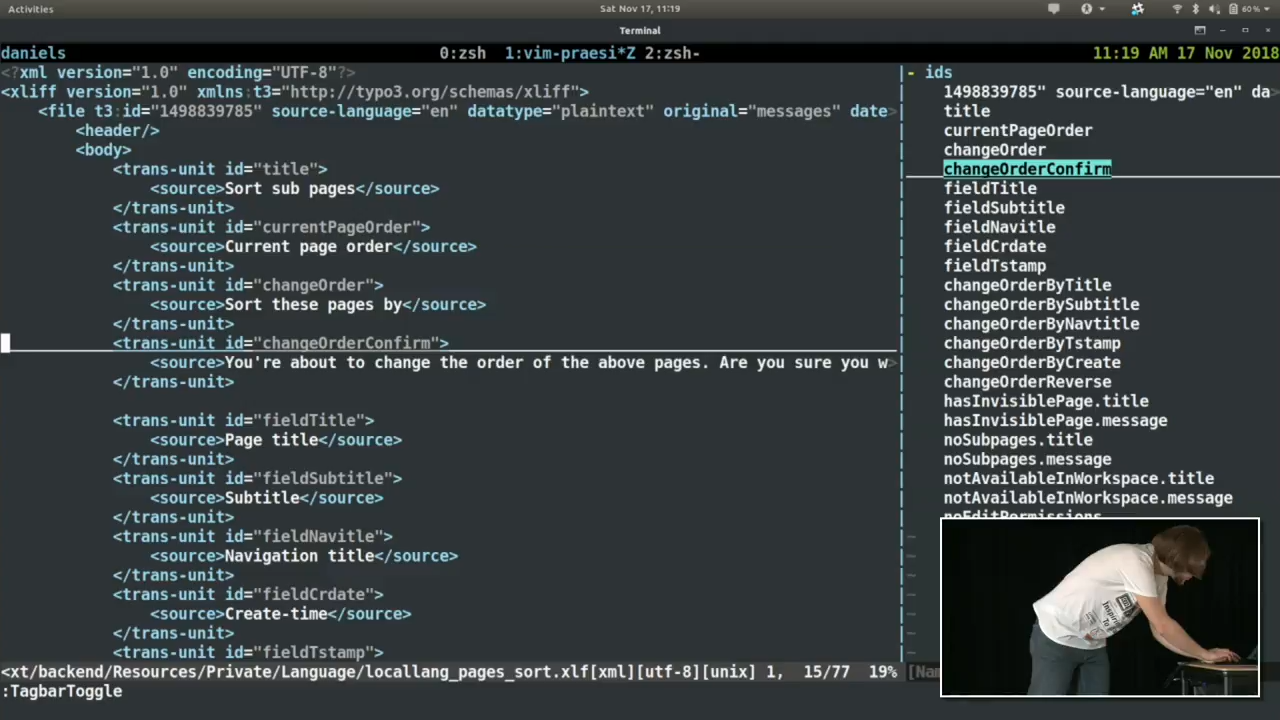 Activities
Sat Nov 17, 11:19
60 %
Terminal
daniels 0:zsh 1:vim-praesi*Z 2:zsh- 11:19 AM 17 Nov 2018
<?xml version="1.0" encoding="UTF-8"?>
<xliff version="1.0" xmlns:t3="http://typo3.org/schemas/xliff">
<file t3:id="1498839785" source-language="en" datatype="plaintext" original="messages" date>
<header/>
<body>
<trans-unit id="title">
<source>Sort sub pages</source>
</trans-unit>
<trans-unit id="currentPageOrder">
<source>Current page order</source>
</trans-unit>
<trans-unit id="changeOrder">
<source>Sort these pages by</source>
</trans-unit>
<trans-unit id="changeOrderConfirm">
<source>You're about to change the order of the above pages. Are you sure you w>
</trans-unit>
<trans-unit id="fieldTitle">
<source>Page title</source>
</trans-unit>
<trans-unit id="fieldSubtitle">
<source>Subtitle</source>
</trans-unit>
<trans-unit id="fieldNavitle">
<source>Navigation title</source>
</trans-unit>
<trans-unit id="fieldCrdate">
<source>Create-time</source>
</trans-unit>
<trans-unit id="fieldTstamp">
- ids
1498839785" source-language="en" da>
title
currentPageOrder
changeOrder
changeOrderConfirm
fieldTitle
fieldSubtitle
fieldNavitle
fieldCrdate
fieldTstamp
changeOrderByTitle
changeOrderBySubtitle
changeOrderByNavtitle
changeOrderByTstamp
changeOrderByCreate
changeOrderReverse
hasInvisiblePage.title
hasInvisiblePage.message
noSubpages.title
noSubpages.message
notAvailableInWorkspace.title
notAvailableInWorkspace.message
noEditPermissions
<xt/backend/Resources/Private/Language/locallang_pages_sort.xlf[xml][utf-8][unix] 1, 15/77 19% [Nam
:TagbarToggle